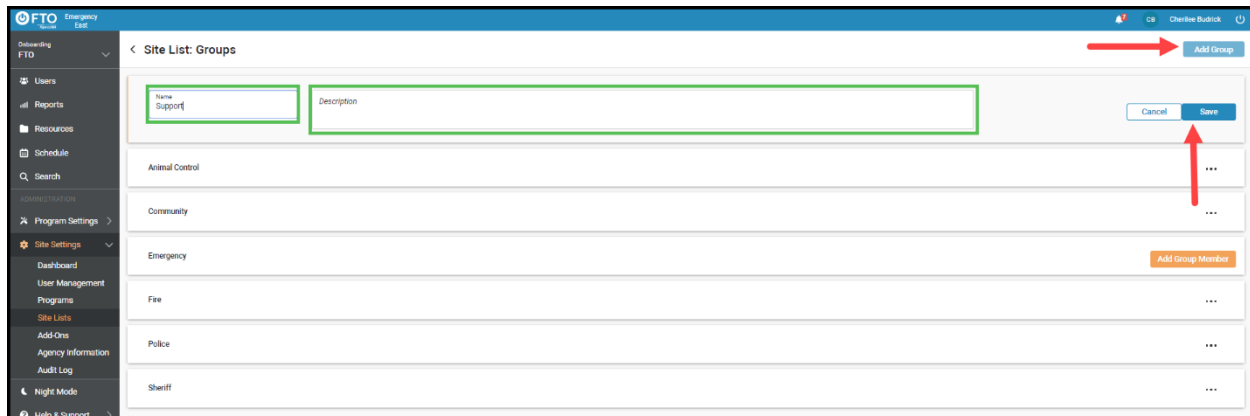 FTO
Emergency
East
7
CB
Cherilee Budrick
Onboarding
FTO
Site List: Groups
Add Group
Users
Reports
Resources
Schedule
Search
ADMINISTRATION
Program Settings
Site Settings
Dashboard
User Management
Programs
Site Lists
Add-Ons
Agency Information
Audit Log
Night Mode
Help & Support
Name
Support
Description
Cancel
Save
Animal Control
Community
Emergency
Add Group Member
Fire
Police
Sheriff